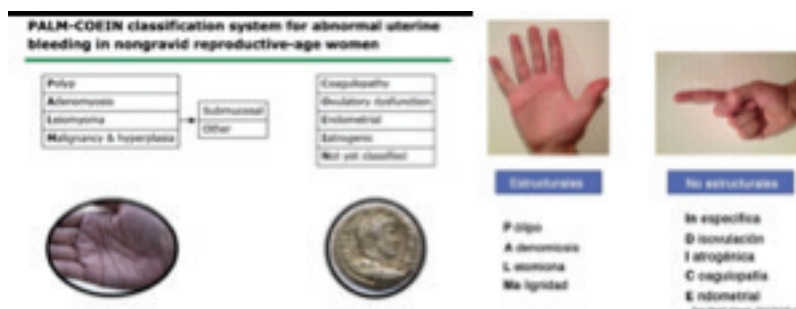 PALM-COEIN classification system for abnormal uterine
bleeding in nongravid reproductive-age women
Polyp
Adenomyosis
Leiomyoma
Malignancy & hyperplasia
Submucosal
Other
Coagulopathy
Ovulatory dysfunction
Endometrial
Iatrogenic
Not yet classified
Estructurales
P ólipo
A denomiosis
L eiomioma
Ma lignidad
No estructurales
In especifica
D isovulación
I atrogénica
C oagulopatía
E ndometrial